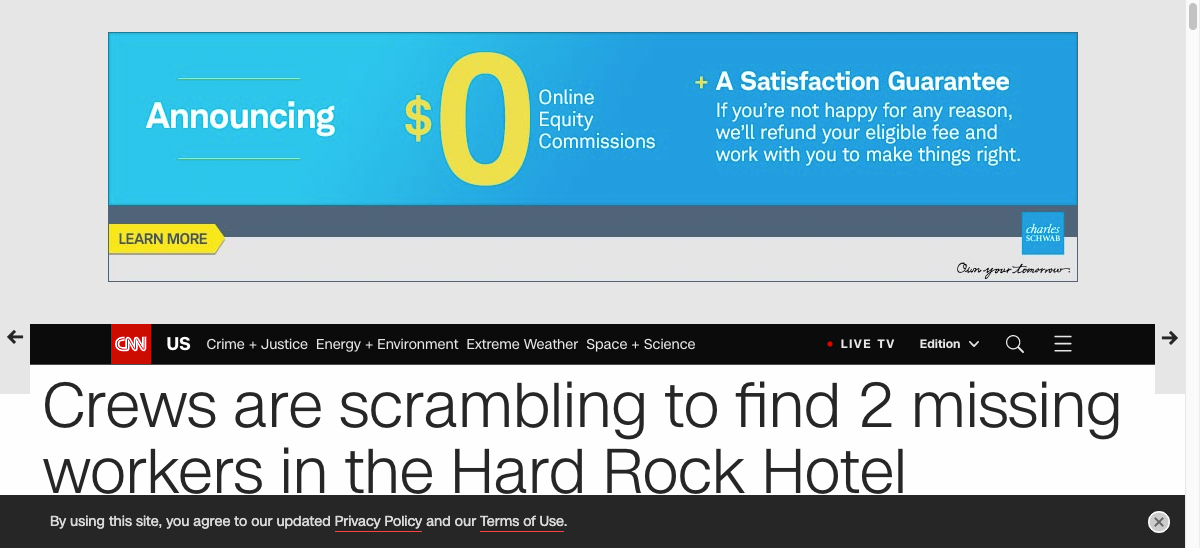 Announcing
$0
Online
Equity
Commissions
+ A Satisfaction Guarantee
If you're not happy for any reason,
we'll refund your eligible fee and
work with you to make things right.
LEARN MORE
charles
SCHWAB
Own your tomorrow.
CNN US Crime + Justice Energy + Environment Extreme Weather Space + Science LIVE TV Edition
Crews are scrambling to find 2 missing
workers in the Hard Rock Hotel
By using this site, you agree to our updated Privacy Policy and our Terms of Use.